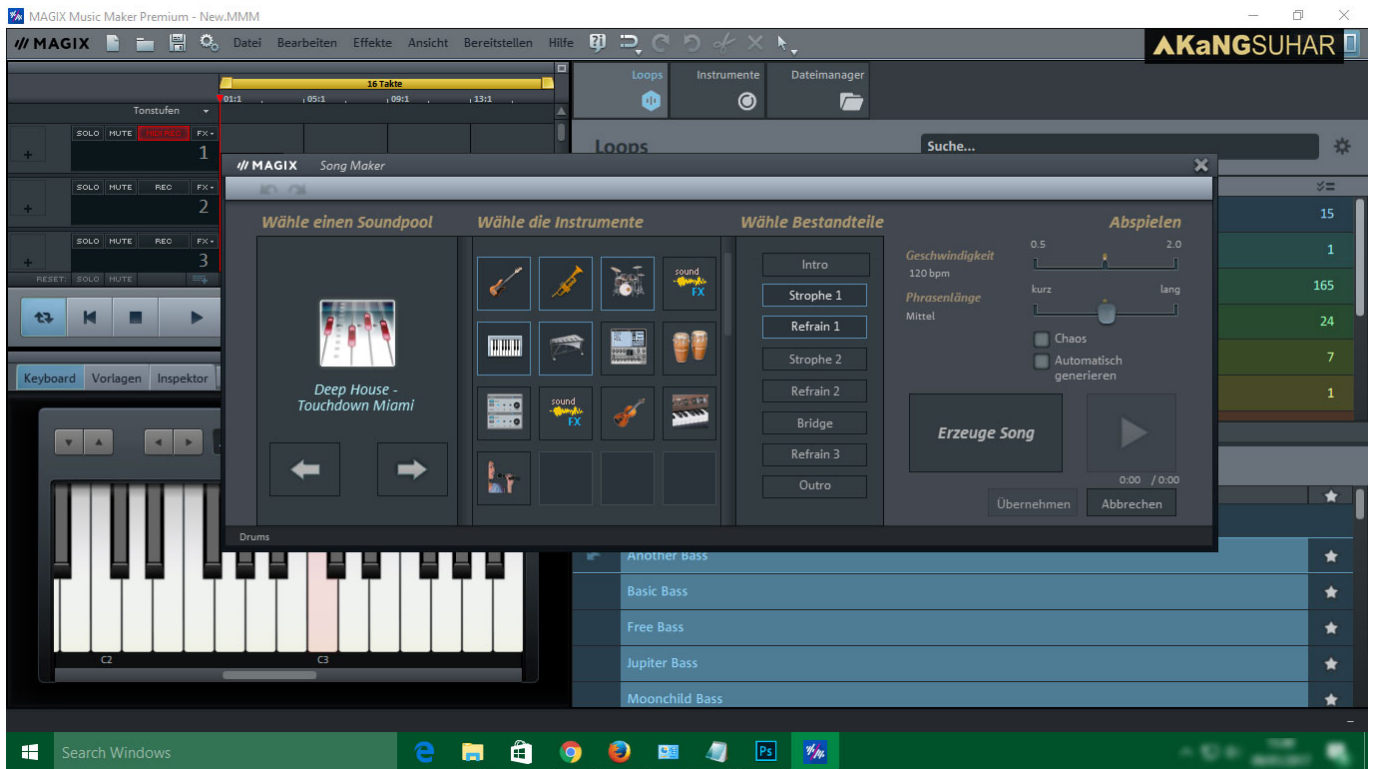 MAGIX Music Maker Premium - New.MMM
MAGIX Datei Bearbeiten Effekte Ansicht Bereitstellen Hilfe
AKaNGSUHAR
16 Takte
01:1 05:1 09:1 13:1
Tonstufen
Loops Instrumente Dateimanager
SOLO MUTE FX
1
Loops Suche...
MAGIX Song Maker
SOLO MUTE REC FX
2
15
SOLO MUTE REC FX
3
1
RESET: SOLO MUTE
165
24
7
1
Wähle einen Soundpool
Deep House -
Touchdown Miami
Wähle die Instrumente
sound
FX
sound
FX
Wähle Bestandteile
Intro
Strophe 1
Refrain 1
Strophe 2
Refrain 2
Bridge
Refrain 3
Outro
Abspielen
Geschwindigkeit
0.5 2.0
120 bpm
Phrasenlänge
kurz lang
Mittel
Chaos
Automatisch
generieren
Erzeuge Song
0:00 / 0:00
Übernehmen Abbrechen
Drums
Keyboard Vorlagen Inspektor
C2 C3
Another Bass
Basic Bass
Free Bass
Jupiter Bass
Moonchild Bass
Search Windows
Ps